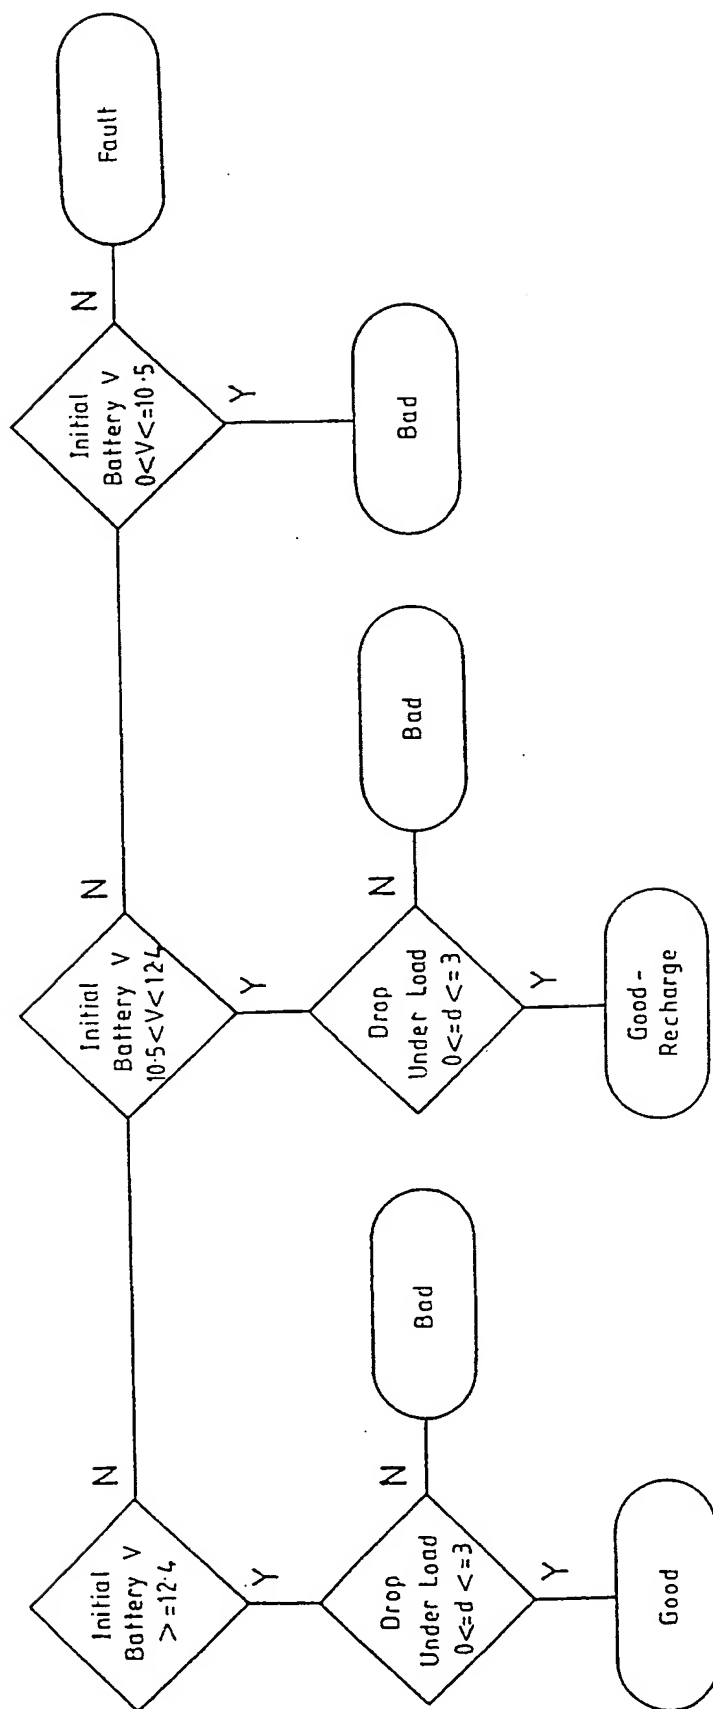 Initial
Battery V
>=12·4
N
Y
Drop
Under Load
0<=d <=3
N
Bad
Y
Good
Initial
Battery V
10·5<V<12·4
N
Y
Drop
Under Load
0<=d <=3
N
Bad
Y
Good-
Recharge
Initial
Battery V
0<V<=10·5
N
Fault
Y
Bad